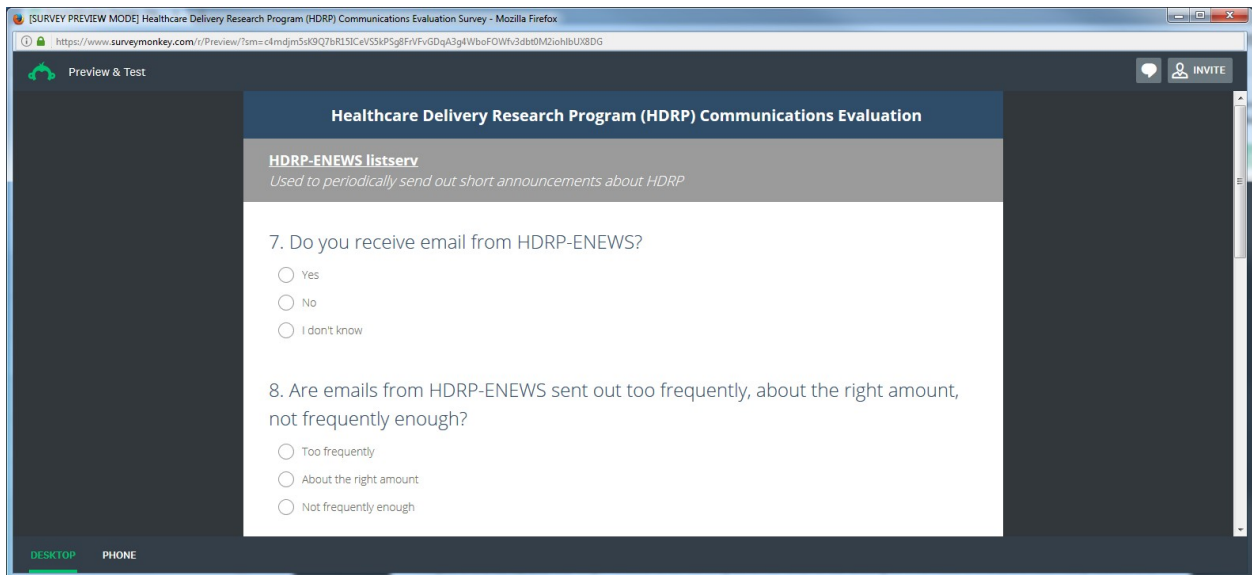 [SURVEY PREVIEW MODE] Healthcare Delivery Research Program (HDRP) Communications Evaluation Survey - Mozilla Firefox
Preview & Test
INVITE
Healthcare Delivery Research Program (HDRP) Communications Evaluation
HDRP-ENEWS listserv
Used to periodically send out short announcements about HDRP
7. Do you receive email from HDRP-ENEWS?
Yes
No
I don't know
8. Are emails from HDRP-ENEWS sent out too frequently, about the right amount,
not frequently enough?
Too frequently
About the right amount
Not frequently enough
DESKTOP PHONE